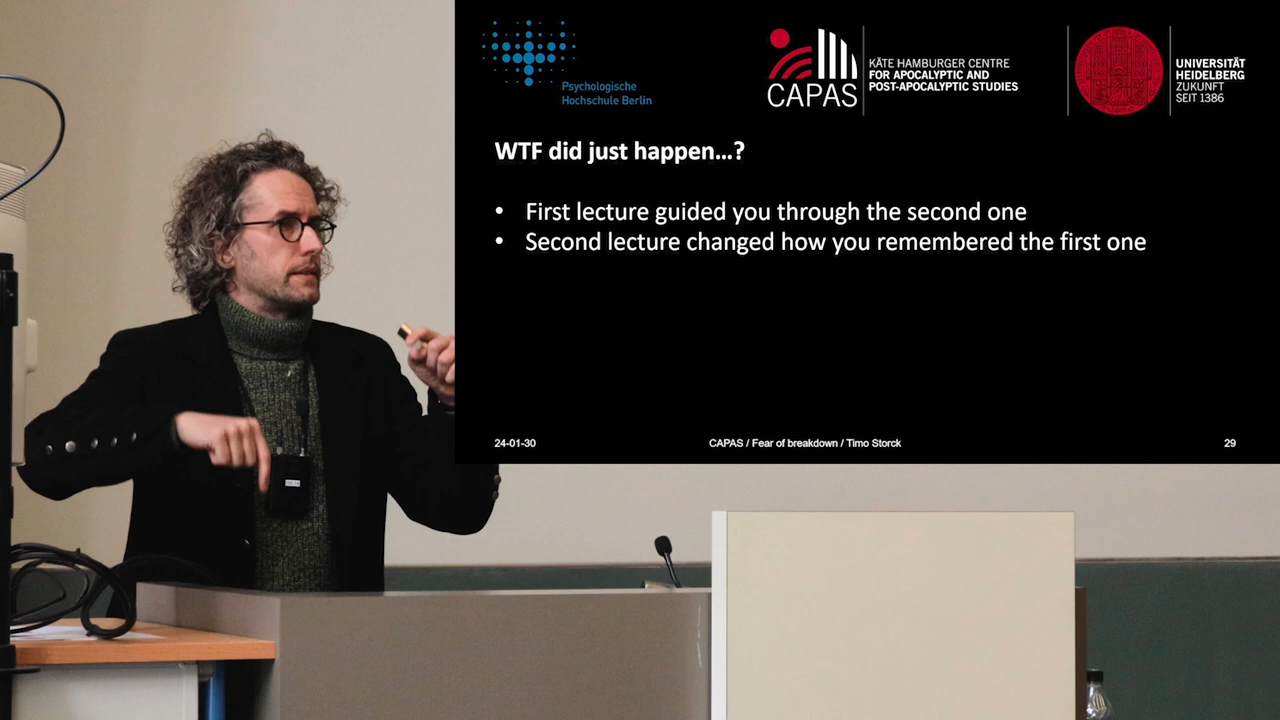 Psychologische
Hochschule Berlin
CAPAS
KÄTE HAMBURGER CENTRE
FOR APOCALYPTIC AND
POST-APOCALYPTIC STUDIES
UNIVERSITÄT
HEIDELBERG
ZUKUNFT
SEIT 1386
WTF did just happen...?
• First lecture guided you through the second one
• Second lecture changed how you remembered the first one
24-01-30
CAPAS / Fear of breakdown / Timo Storck
29